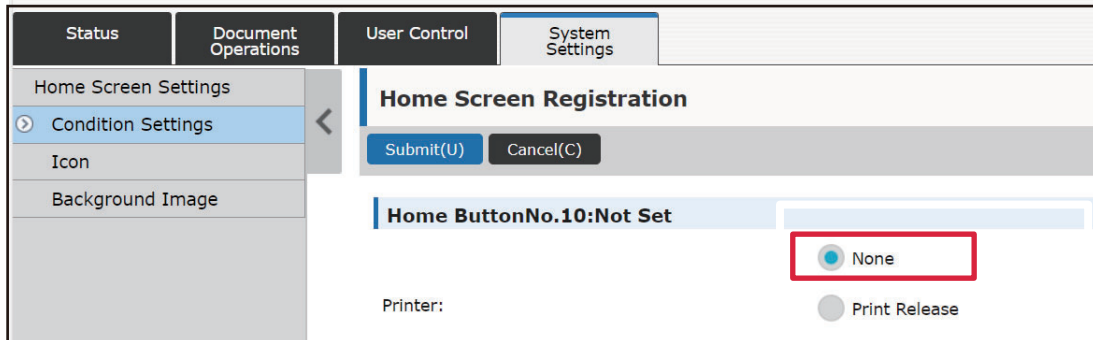 Status
Document
Operations
User Control
System
Settings
Home Screen Settings
Condition Settings
Icon
Background Image
Home Screen Registration
Submit(U)
Cancel(C)
Home ButtonNo.10:Not Set
None
Printer:
Print Release